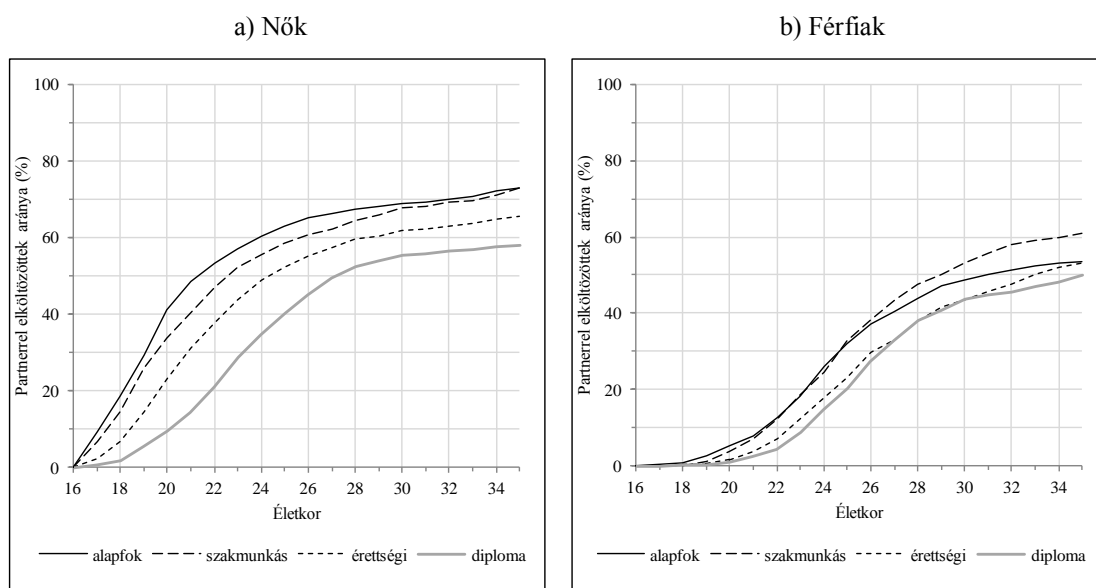 a) Nők
Partnerrel elköltözöttek aránya (%)
100
80
60
40
20
0
16 18 20 22 24 26 28 30 32 34
Életkor
alapfok szakmunkás érettségi diploma
b) Férfiak
Partnerrel elköltözöttek aránya (%)
100
80
60
40
20
0
16 18 20 22 24 26 28 30 32 34
Életkor
alapfok szakmunkás érettségi diploma